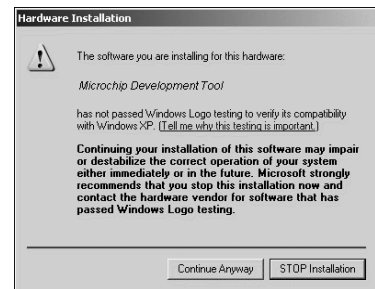 Hardware Installation
The software you are installing for this hardware:
Microchip Development Tool
has not passed Windows Logo testing to verify its compatibility
with Windows XP. (Tell me why this testing is important.)
Continuing your installation of this software may impair
or destabilize the correct operation of your system
either immediately or in the future. Microsoft strongly
recommends that you stop this installation now and
contact the hardware vendor for software that has
passed Windows Logo testing.
Continue Anyway STOP Installation